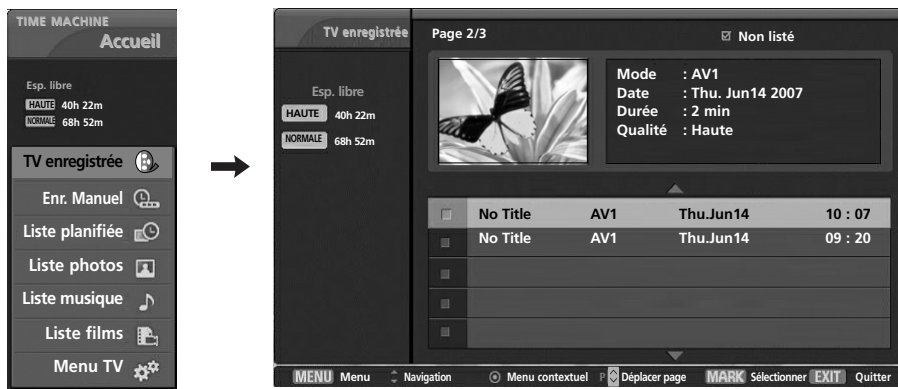 TIME MACHINE
Accueil
Esp. libre
HAUTE 40h 22m
NORMALE 68h 52m
TV enregistrée
Enr. Manuel
Liste planifiée
Liste photos
Liste musique
Liste films
Menu TV
TV enregistrée
Page 2/3
Non listé
Esp. libre
HAUTE 40h 22m
NORMALE 68h 52m
Mode : AV1
Date : Thu. Jun14 2007
Durée : 2 min
Qualité : Haute
No Title AV1 Thu.Jun14 10 : 07
No Title AV1 Thu.Jun14 09 : 20
MENU Menu Navigation Menu contextuel P Déplacer page MARK Sélectionner EXIT Quitter